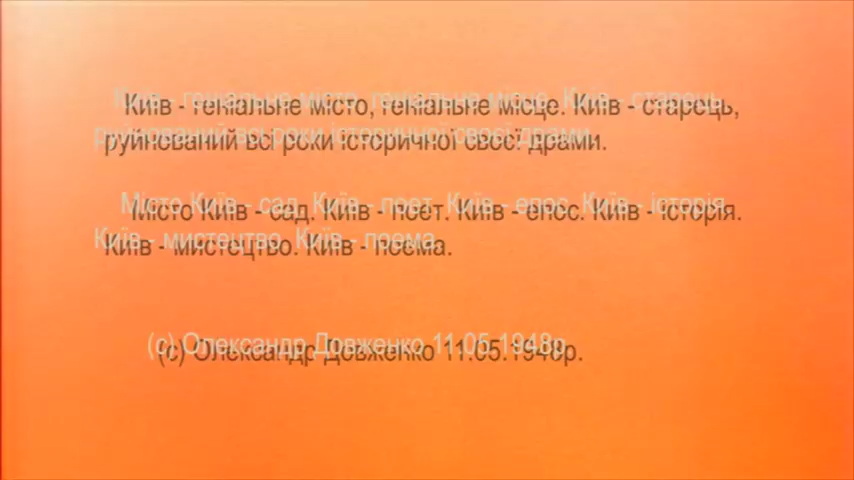 Київ - геніальне місто, геніальне місце. Київ - старець,
руйнований всі роки історичної своєї драми.
Місто Київ - сад. Київ - поет. Київ - епос. Київ - історія.
Київ - мистецтво. Київ - поема.
(с) Олександр Довженко 11.05.1948р.